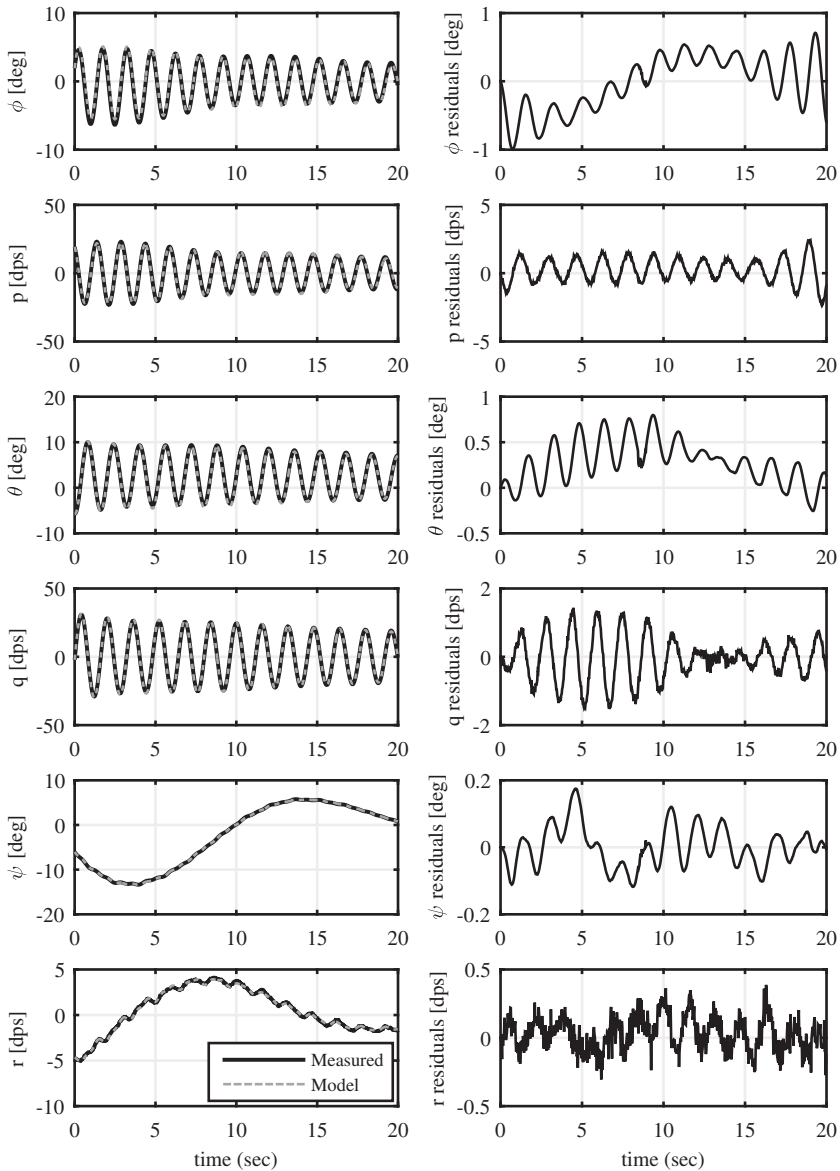 10
0
-10
0 5 10 15 20
ϕ [deg]
1
0
-1
0 5 10 15 20
ϕ residuals [deg]
50
0
-50
0 5 10 15 20
p [dps]
5
0
-5
0 5 10 15 20
p residuals [dps]
20
10
0
-10
0 5 10 15 20
θ [deg]
1
0.5
0
-0.5
0 5 10 15 20
θ residuals [deg]
50
0
-50
0 5 10 15 20
q [dps]
2
0
-2
0 5 10 15 20
q residuals [dps]
10
0
-10
-20
0 5 10 15 20
ψ [deg]
0.2
0
-0.2
0 5 10 15 20
ψ residuals [deg]
5
0
-5
-10
0 5 10 15 20
r [dps]
Measured
Model
time (sec)
0.5
0
-0.5
0 5 10 15 20
r residuals [dps]
time (sec)